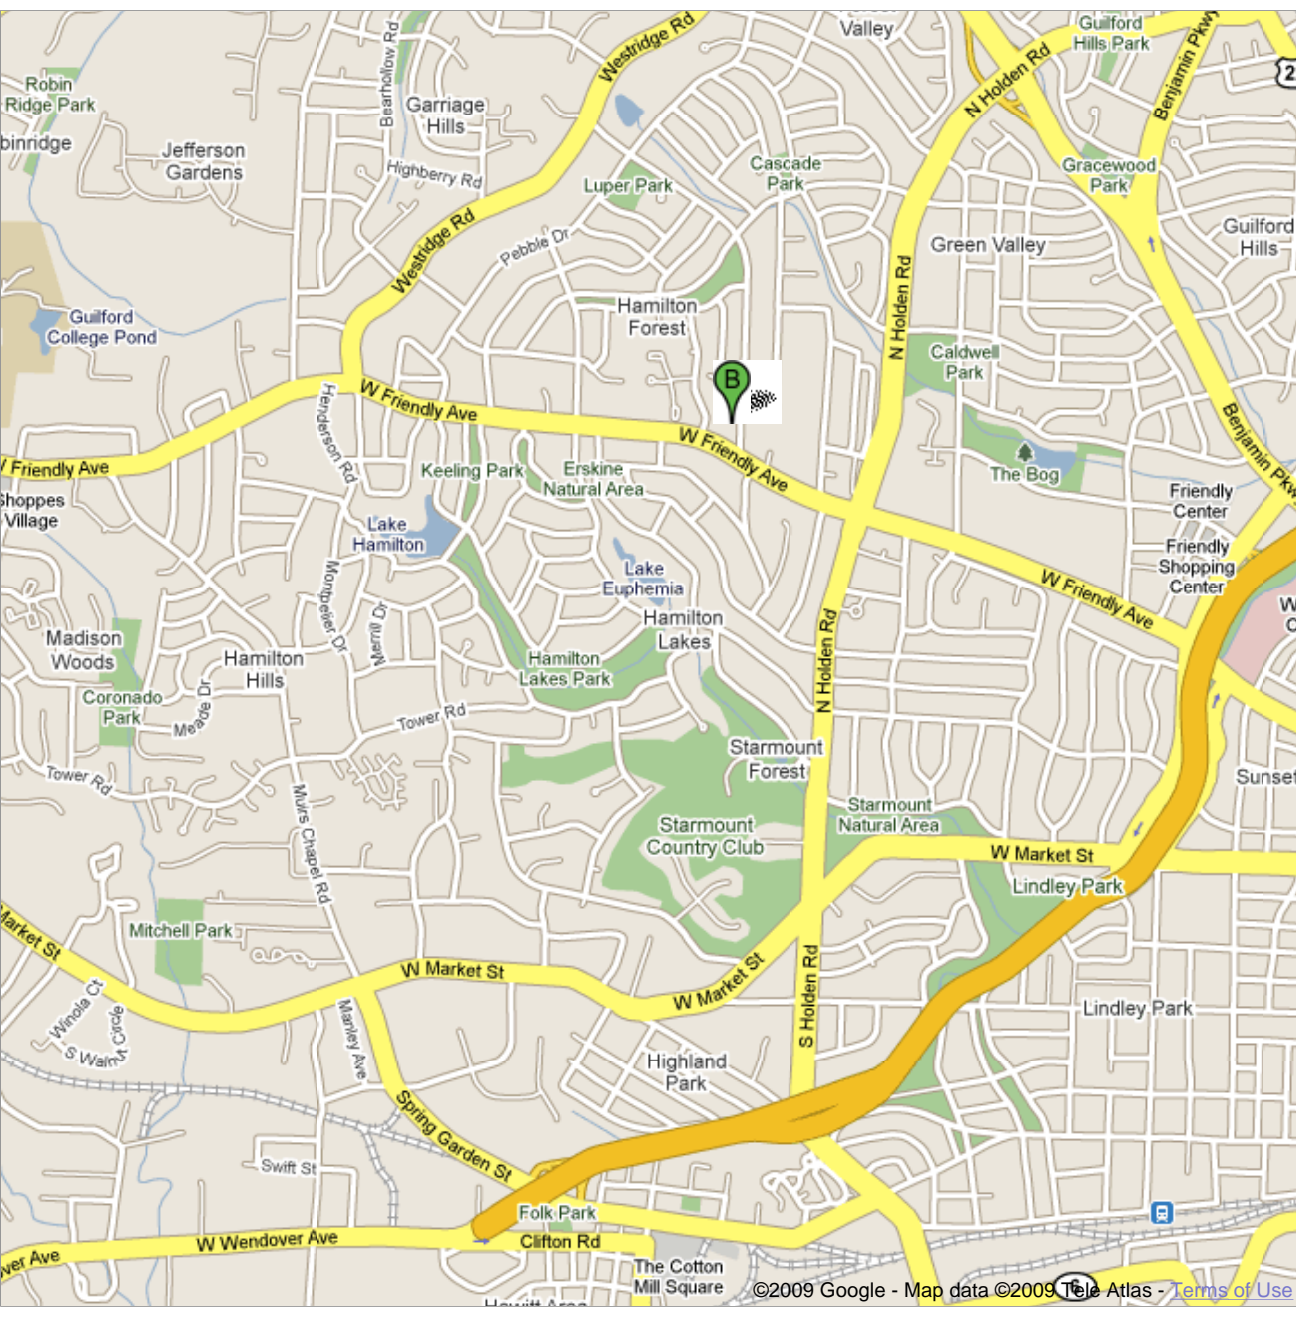 Valley
Guilford
Hills Park
Westridge Rd
Bearhollow Rd
N Holden Rd
Benjamin Pkwy
2
Robin
Ridge Park
binridge
Garriage
Hills
Jefferson
Gardens
Highberry Rd
Luper Park
Cascade
Park
Gracewood
Park
Westridge Rd
Pebble Dr
Green Valley
Guilford
Hills
Guilford
College Pond
Hamilton
Forest
N Holden Rd
Caldwell
Park
B
W Friendly Ave
Henderson Rd
W Friendly Ave
W Friendly Ave
Benjamin Pkwy
Keeling Park
Erskine
Natural Area
The Bog
Shoppes
Village
Friendly
Center
Lake
Hamilton
Friendly
Shopping
Center
Lake
Euphemia
W Friendly Ave
Montpelier Dr
Merrill Dr
Hamilton
Lakes
Madison
Woods
Hamilton
Hills
Hamilton
Lakes Park
N Holden Rd
Coronado
Park
Meade Dr
Tower Rd
Starmount
Forest
Tower Rd
Sunset
Muirs Chapel Rd
Starmount
Natural Area
Starmount
Country Club
W Market St
Lindley Park
Mitchell Park
Market St
W Market St
W Market St
S Holden Rd
Winola Ct
S Walnut Circle
Manley Ave
Lindley Park
Highland
Park
Spring Garden St
Swift St
Folk Park
W Wendover Ave
Clifton Rd
ver Ave
The Cotton
Mill Square
Hewitt Area
©2009 Google - Map data ©2009 Tele Atlas - Terms of Use